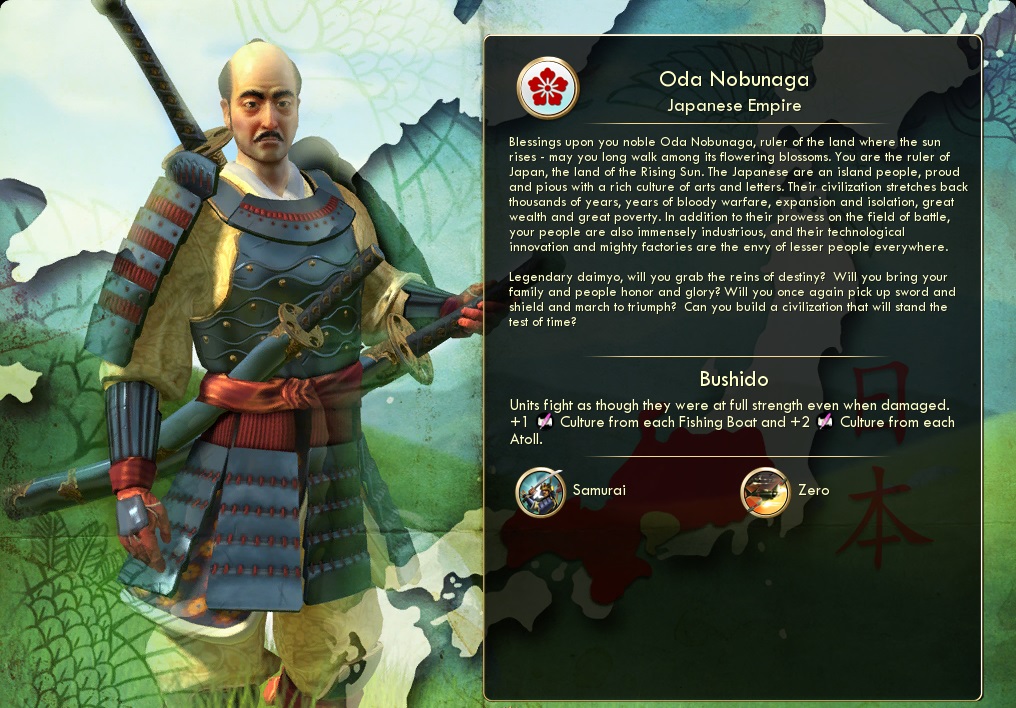 Oda Nobunaga
Japanese Empire
Blessings upon you noble Oda Nobunaga, ruler of the land where the sun
rises - may you long walk among its flowering blossoms. You are the ruler of
Japan, the land of the Rising Sun. The Japanese are an island people, proud
and pious with a rich culture of arts and letters. Their civilization stretches back
thousands of years, years of bloody warfare, expansion and isolation, great
wealth and great poverty. In addition to their prowess on the field of battle,
your people are also immensely industrious, and their technological
innovation and mighty factories are the envy of lesser people everywhere.
Legendary daimyo, will you grab the reins of destiny? Will you bring your
family and people honor and glory? Will you once again pick up sword and
shield and march to triumph? Can you build a civilization that will stand the
test of time?
Bushido
Units fight as though they were at full strength even when damaged.
+1 Culture from each Fishing Boat and +2 Culture from each
Atoll.
Samurai Zero
日
本